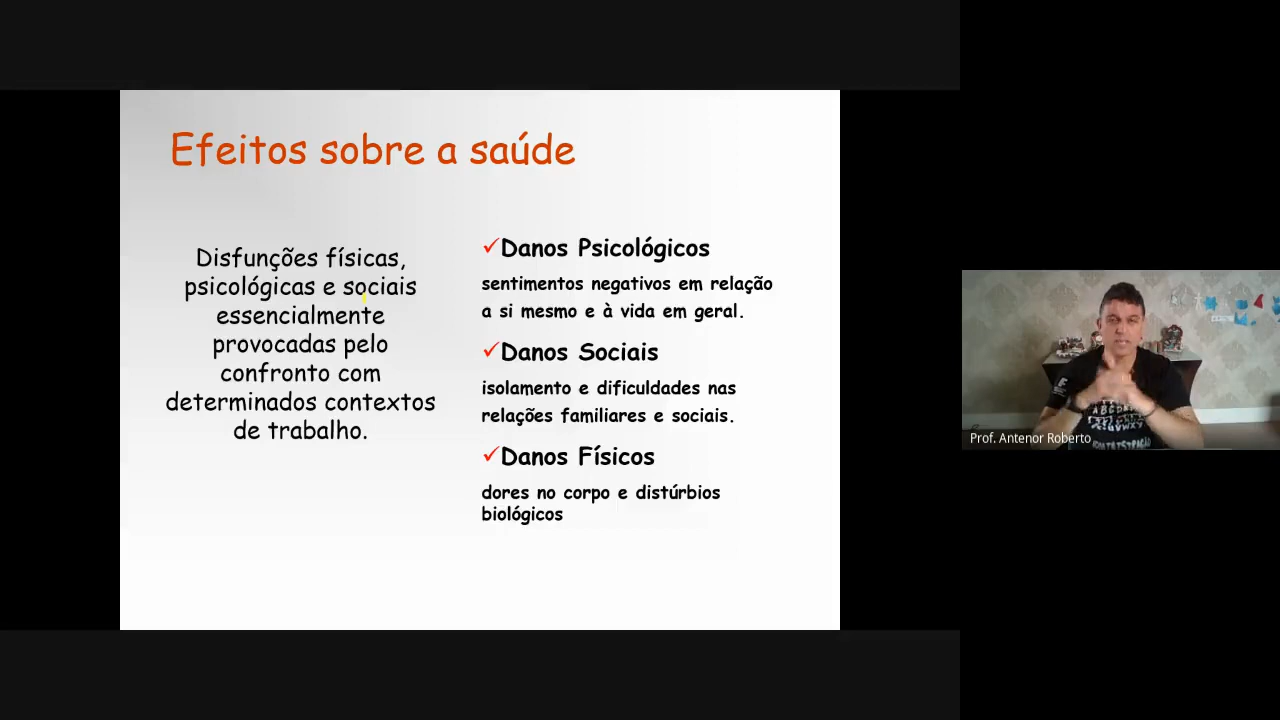 Efeitos sobre a saúde
Disfunções físicas,
psicológicas e sociais
essencialmente
provocadas pelo
confronto com
determinados contextos
de trabalho.
✓Danos Psicológicos
sentimentos negativos em relação
a si mesmo e à vida em geral.
✓Danos Sociais
isolamento e dificuldades nas
relações familiares e sociais.
✓Danos Físicos
dores no corpo e distúrbios
biológicos
Prof. Antenor Roberto